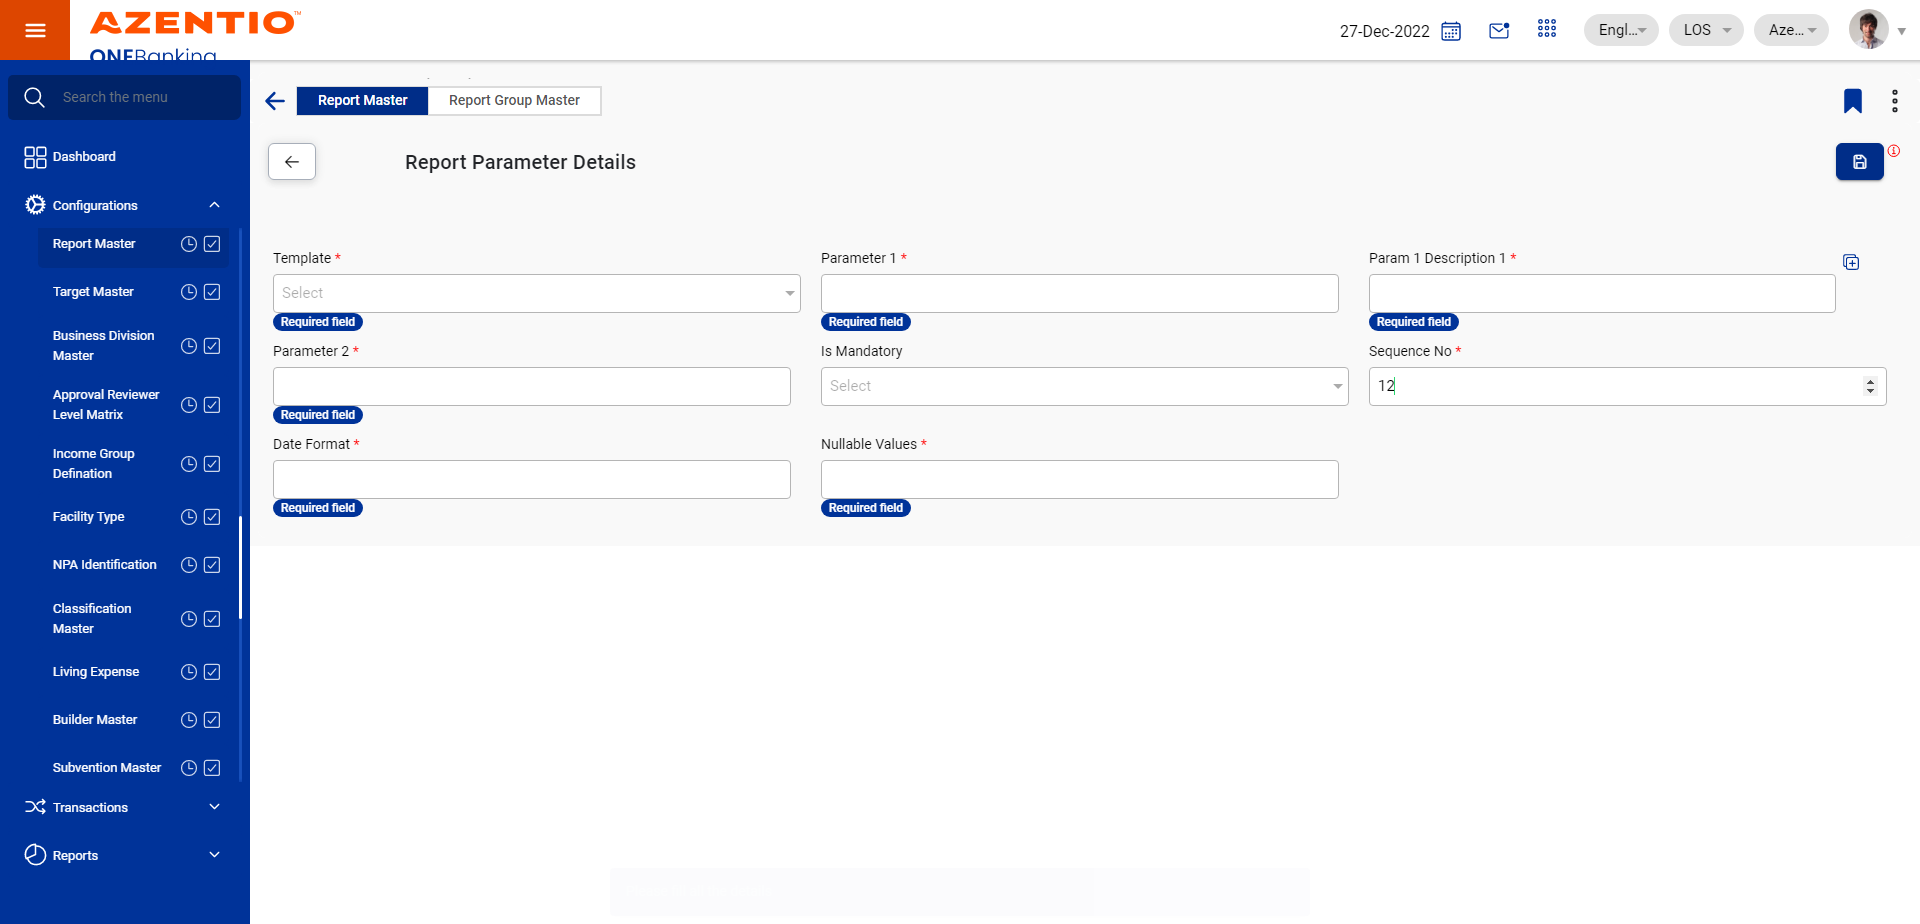 AZENTIO™
ONEBanking
27-Dec-2022
Engl...
LOS
Aze...
Search the menu
Dashboard
Configurations
Report Master
Target Master
Business Division
Master
Approval Reviewer
Level Matrix
Income Group
Defination
Facility Type
NPA Identification
Classification
Master
Living Expense
Builder Master
Subvention Master
Transactions
Reports
Report Master
Report Group Master
Report Parameter Details
Template *
Select
Required field
Parameter 1 *
Required field
Param 1 Description 1 *
Required field
Parameter 2 *
Required field
Is Mandatory
Select
Sequence No *
12
Date Format *
Required field
Nullable Values *
Required field